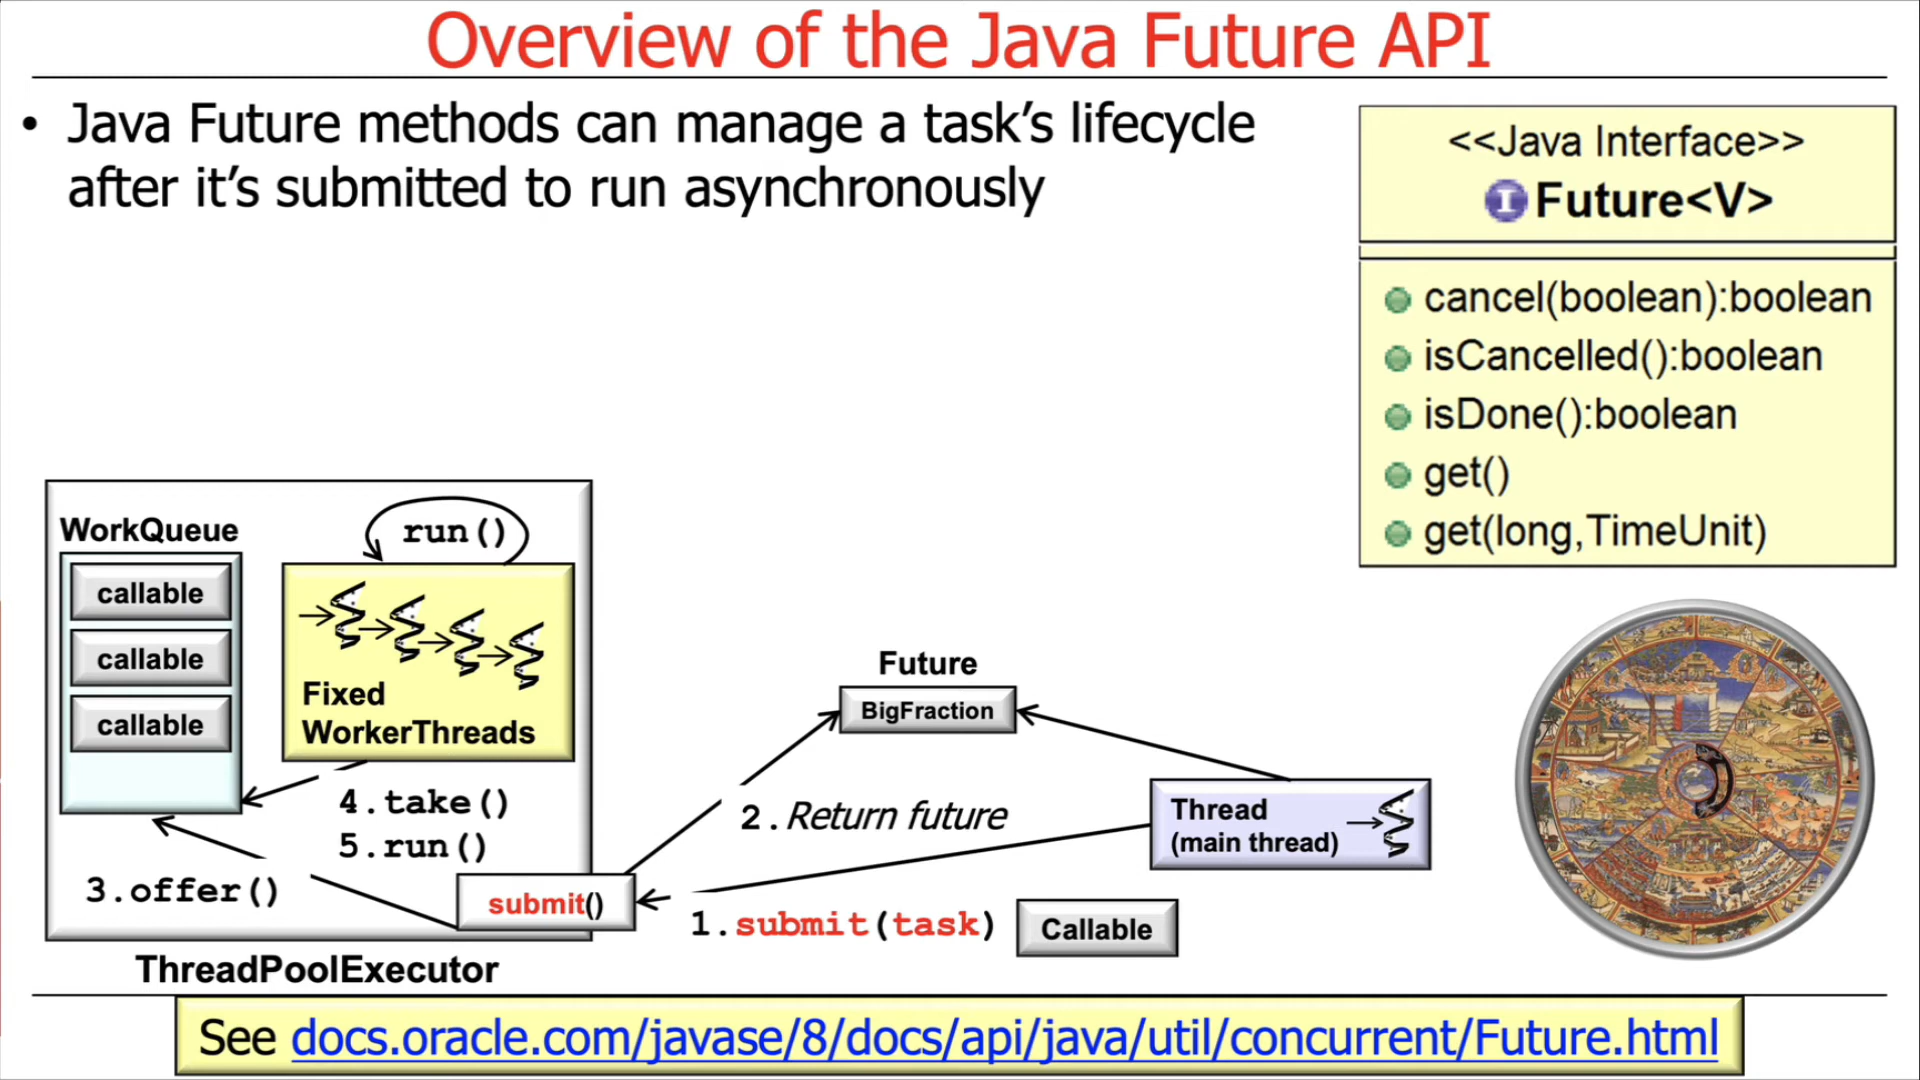 Overview of the Java Future API
• Java Future methods can manage a task’s lifecycle
after it’s submitted to run asynchronously
<<Java Interface>>
I Future<V>
cancel(boolean):boolean
isCancelled():boolean
isDone():boolean
get()
get(long,TimeUnit)
WorkQueue
callable
callable
callable
run()
Fixed
WorkerThreads
4.take()
5.run()
3.offer()
submit()
ThreadPoolExecutor
Future
BigFraction
2.Return future
Thread
(main thread)
1.submit(task)
Callable
See docs.oracle.com/javase/8/docs/api/java/util/concurrent/Future.html